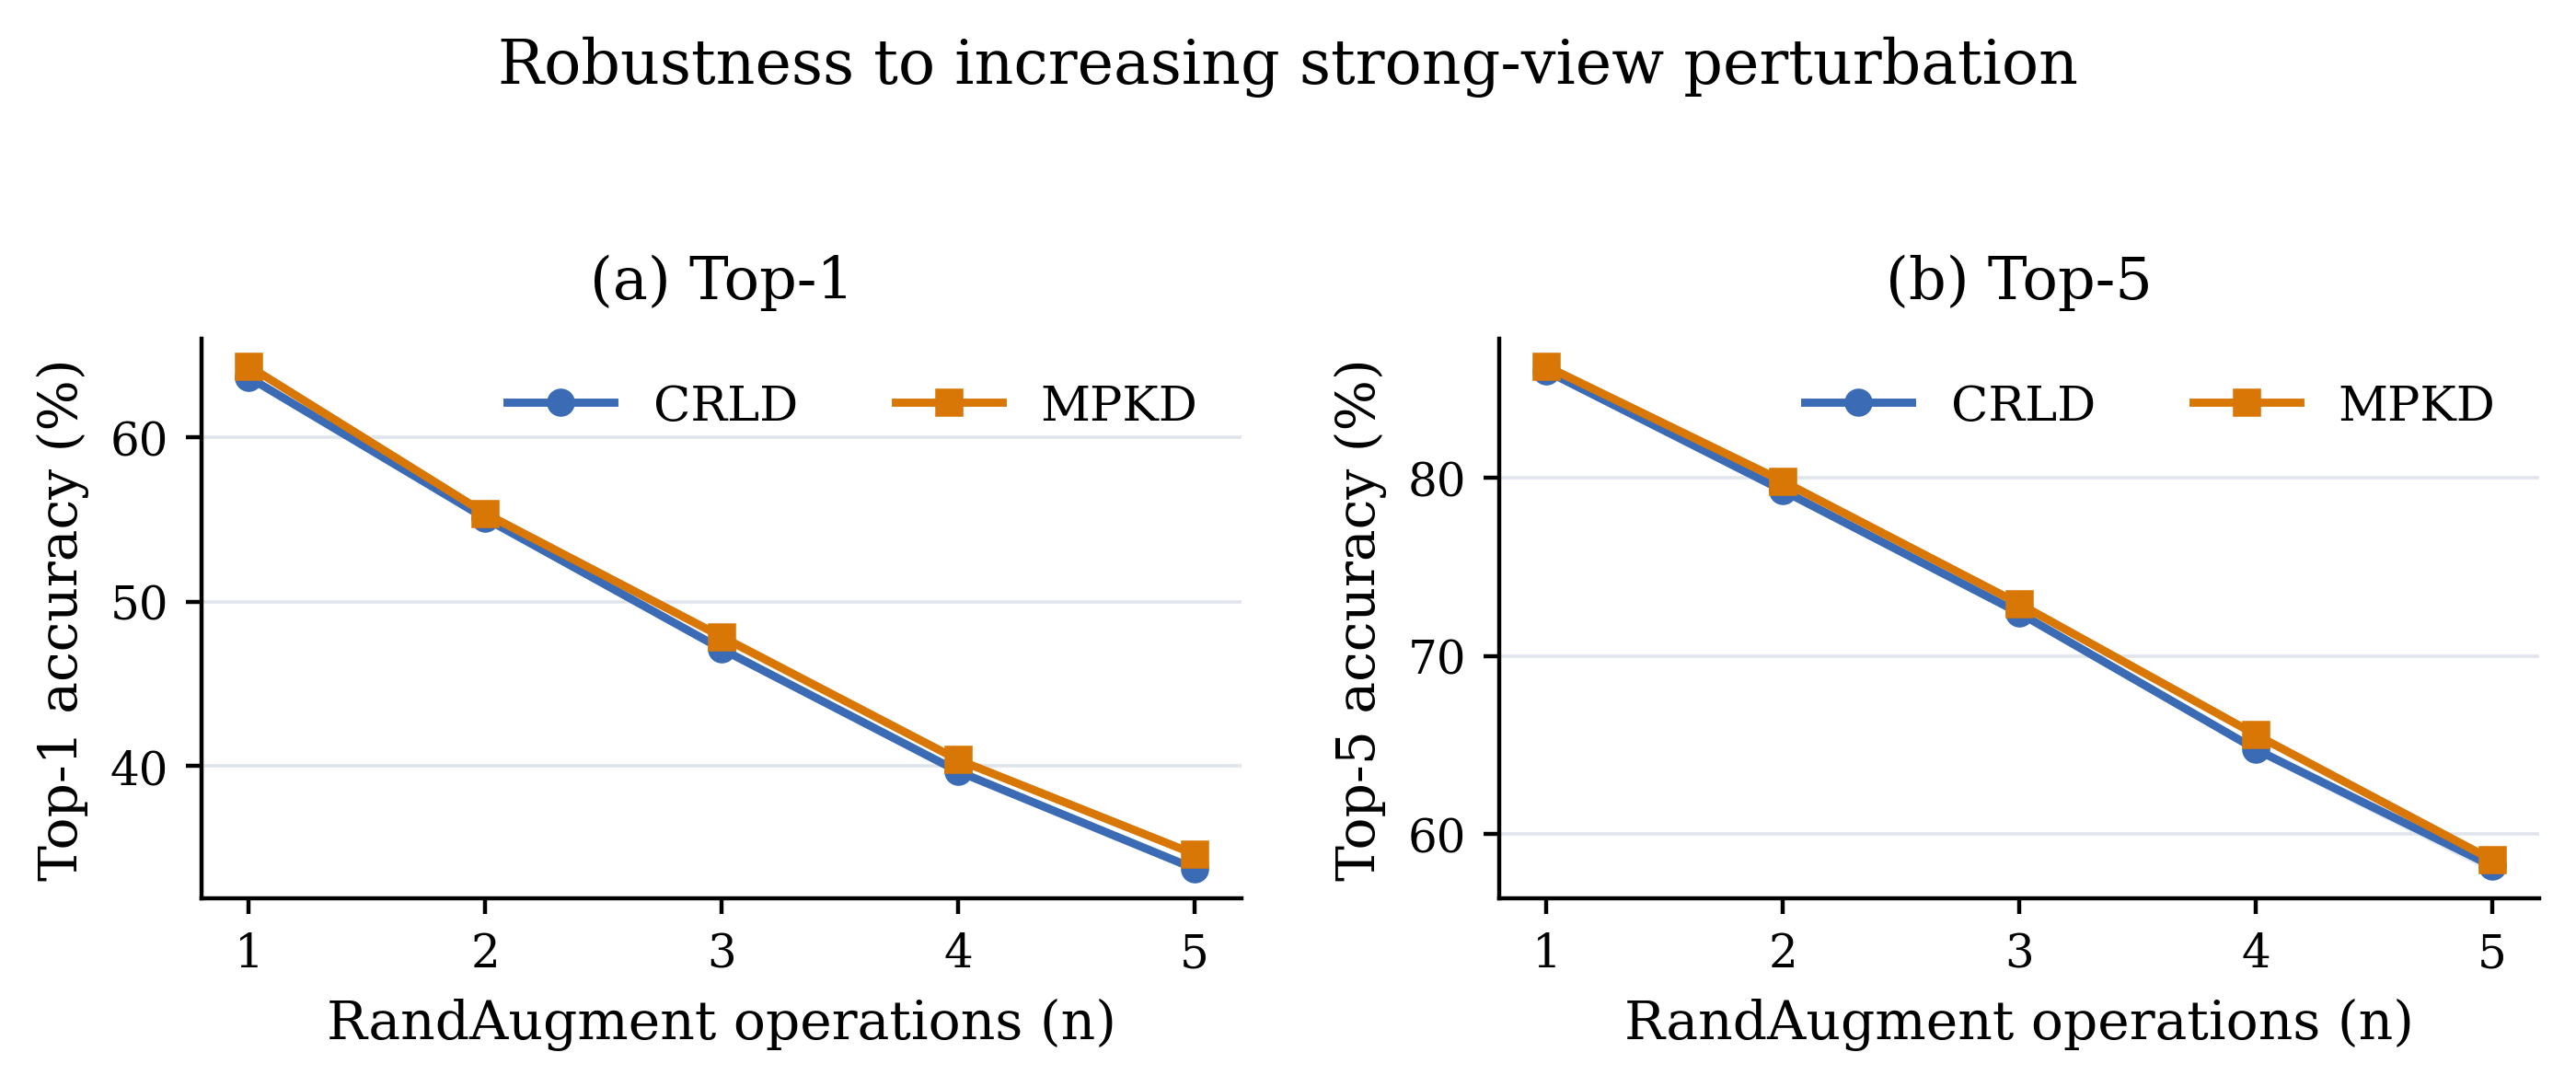 Robustness to increasing strong-view perturbation
(a) Top-1
Top-1 accuracy (%)
60
50
40
CRLD
MPKD
1 2 3 4 5
RandAugment operations (n)
(b) Top-5
Top-5 accuracy (%)
80
70
60
CRLD
MPKD
1 2 3 4 5
RandAugment operations (n)